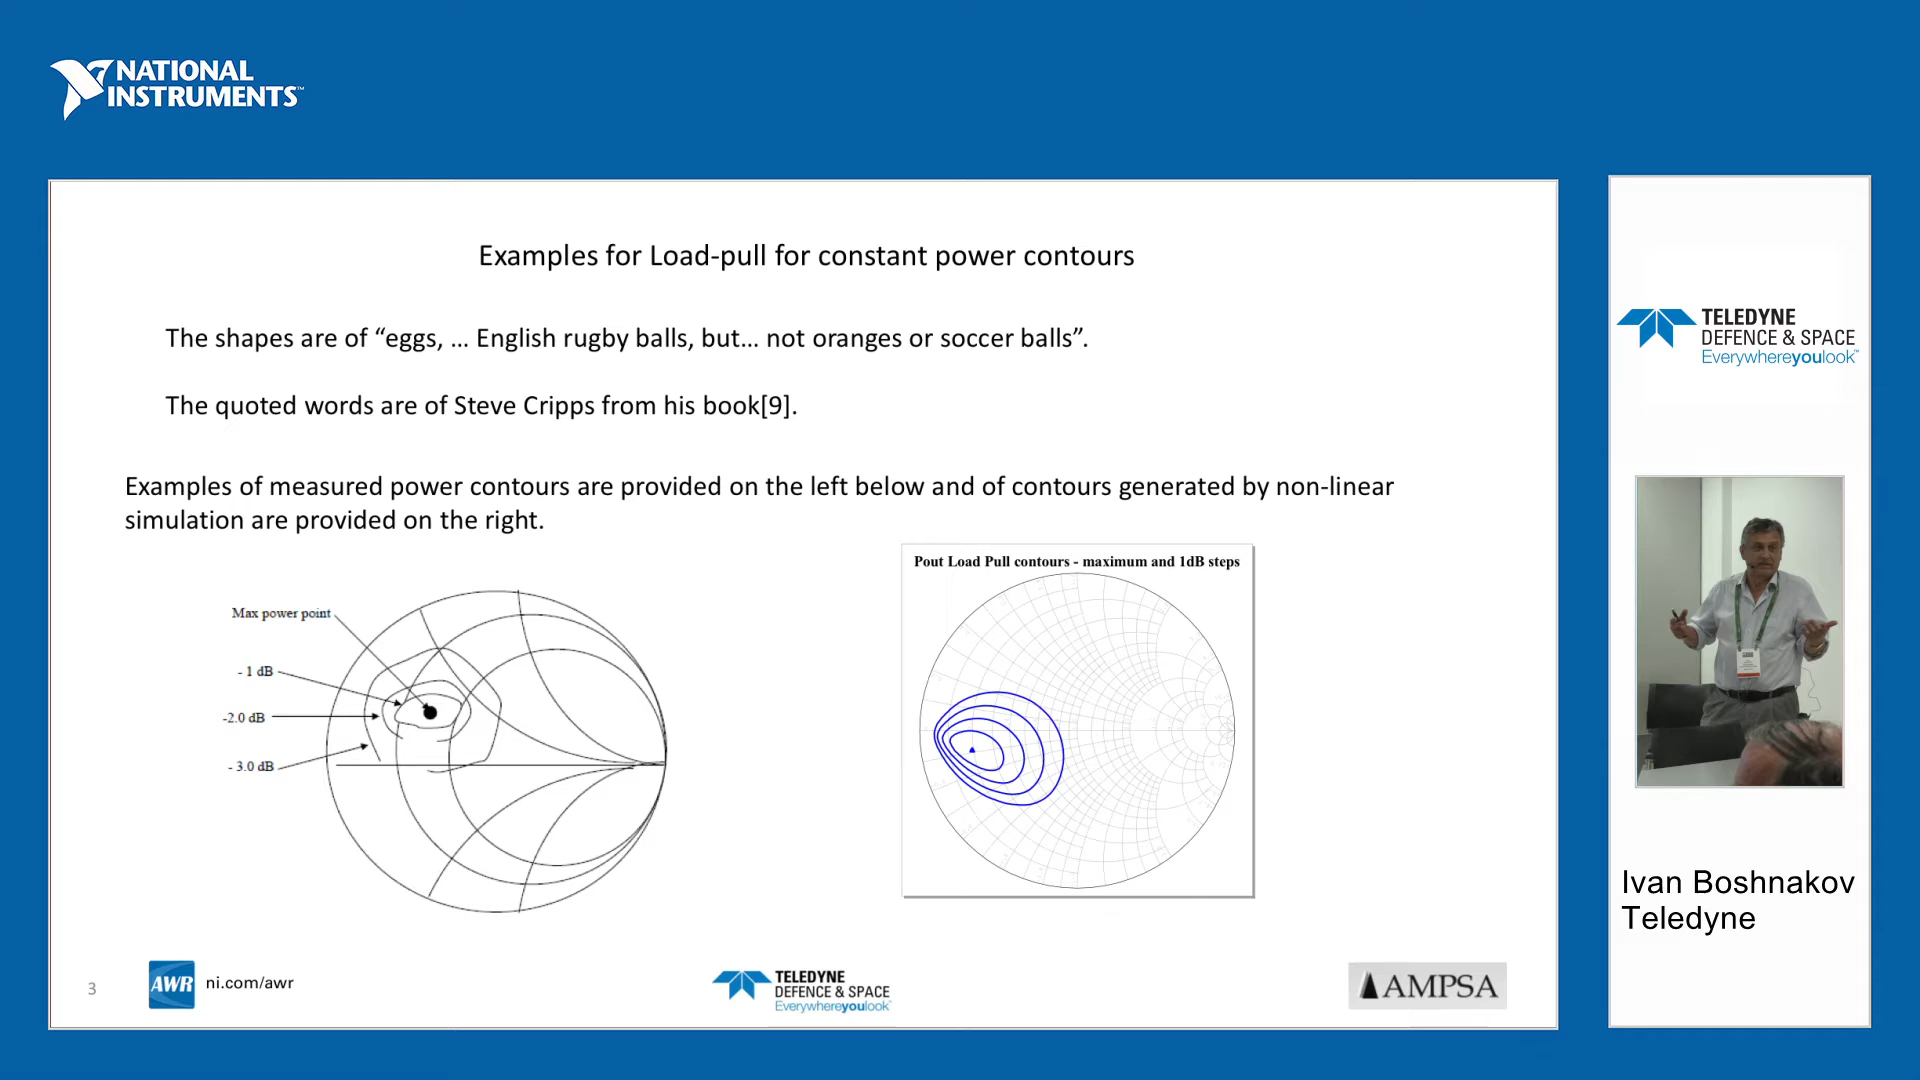 NATIONAL
INSTRUMENTS™
Examples for Load-pull for constant power contours
The shapes are of “eggs, ... English rugby balls, but... not oranges or soccer balls”.
The quoted words are of Steve Cripps from his book[9].
Examples of measured power contours are provided on the left below and of contours generated by non-linear
simulation are provided on the right.
Max power point
- 1 dB
-2.0 dB
- 3.0 dB
Pout Load Pull contours - maximum and 1dB steps
3
AWR
ni.com/awr
TELEDYNE
DEFENCE & SPACE
Everywhereyoulook™
AMPSA
TELEDYNE
DEFENCE & SPACE
Everywhereyoulook™
Ivan Boshnakov
Teledyne